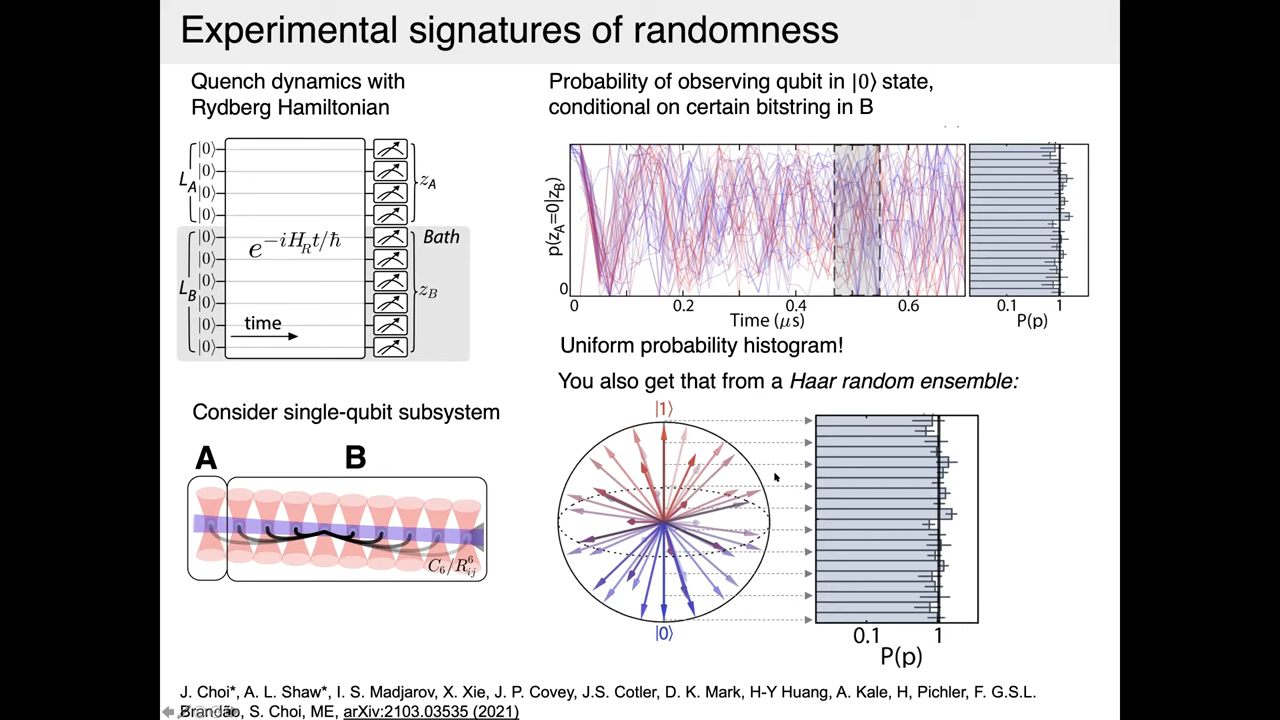 Experimental signatures of randomness
Quench dynamics with
Rydberg Hamiltonian
|0⟩
|0⟩
|0⟩
|0⟩
|0⟩
|0⟩
|0⟩
|0⟩
|0⟩
|0⟩
L_A
z_A
e^{-iH_R t/ħ}
Bath
L_B
z_B
time
Consider single-qubit subsystem
A B
C_6/R_{ij}^6
Probability of observing qubit in |0⟩ state,
conditional on certain bitstring in B
p(z_A=0|z_B)
0
0 0.2 0.4 0.6
Time (μs)
0.1 1
P(p)
Uniform probability histogram!
You also get that from a Haar random ensemble:
|1⟩
|0⟩
0.1 1
P(p)
J. Choi*, A. L. Shaw*, I. S. Madjarov, X. Xie, J. P. Covey, J.S. Cotler, D. K. Mark, H-Y Huang, A. Kale, H, Pichler, F. G.S.L.
Brandão, S. Choi, ME, arXiv:2103.03535 (2021)